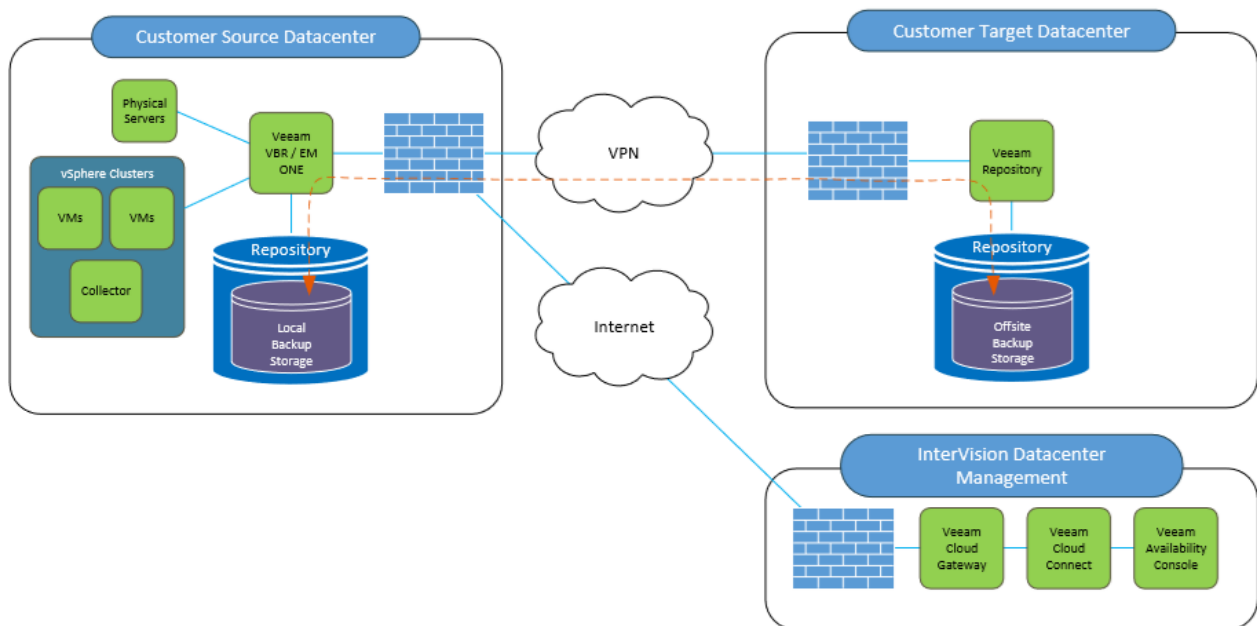 Customer Source Datacenter
Physical
Servers
Veeam
VBR / EM
ONE
vSphere Clusters
VMs
VMs
Collector
Repository
Local
Backup
Storage
VPN
Internet
Customer Target Datacenter
Veeam
Repository
Repository
Offsite
Backup
Storage
InterVision Datacenter
Management
Veeam
Cloud
Gateway
Veeam
Cloud
Connect
Veeam
Availability
Console